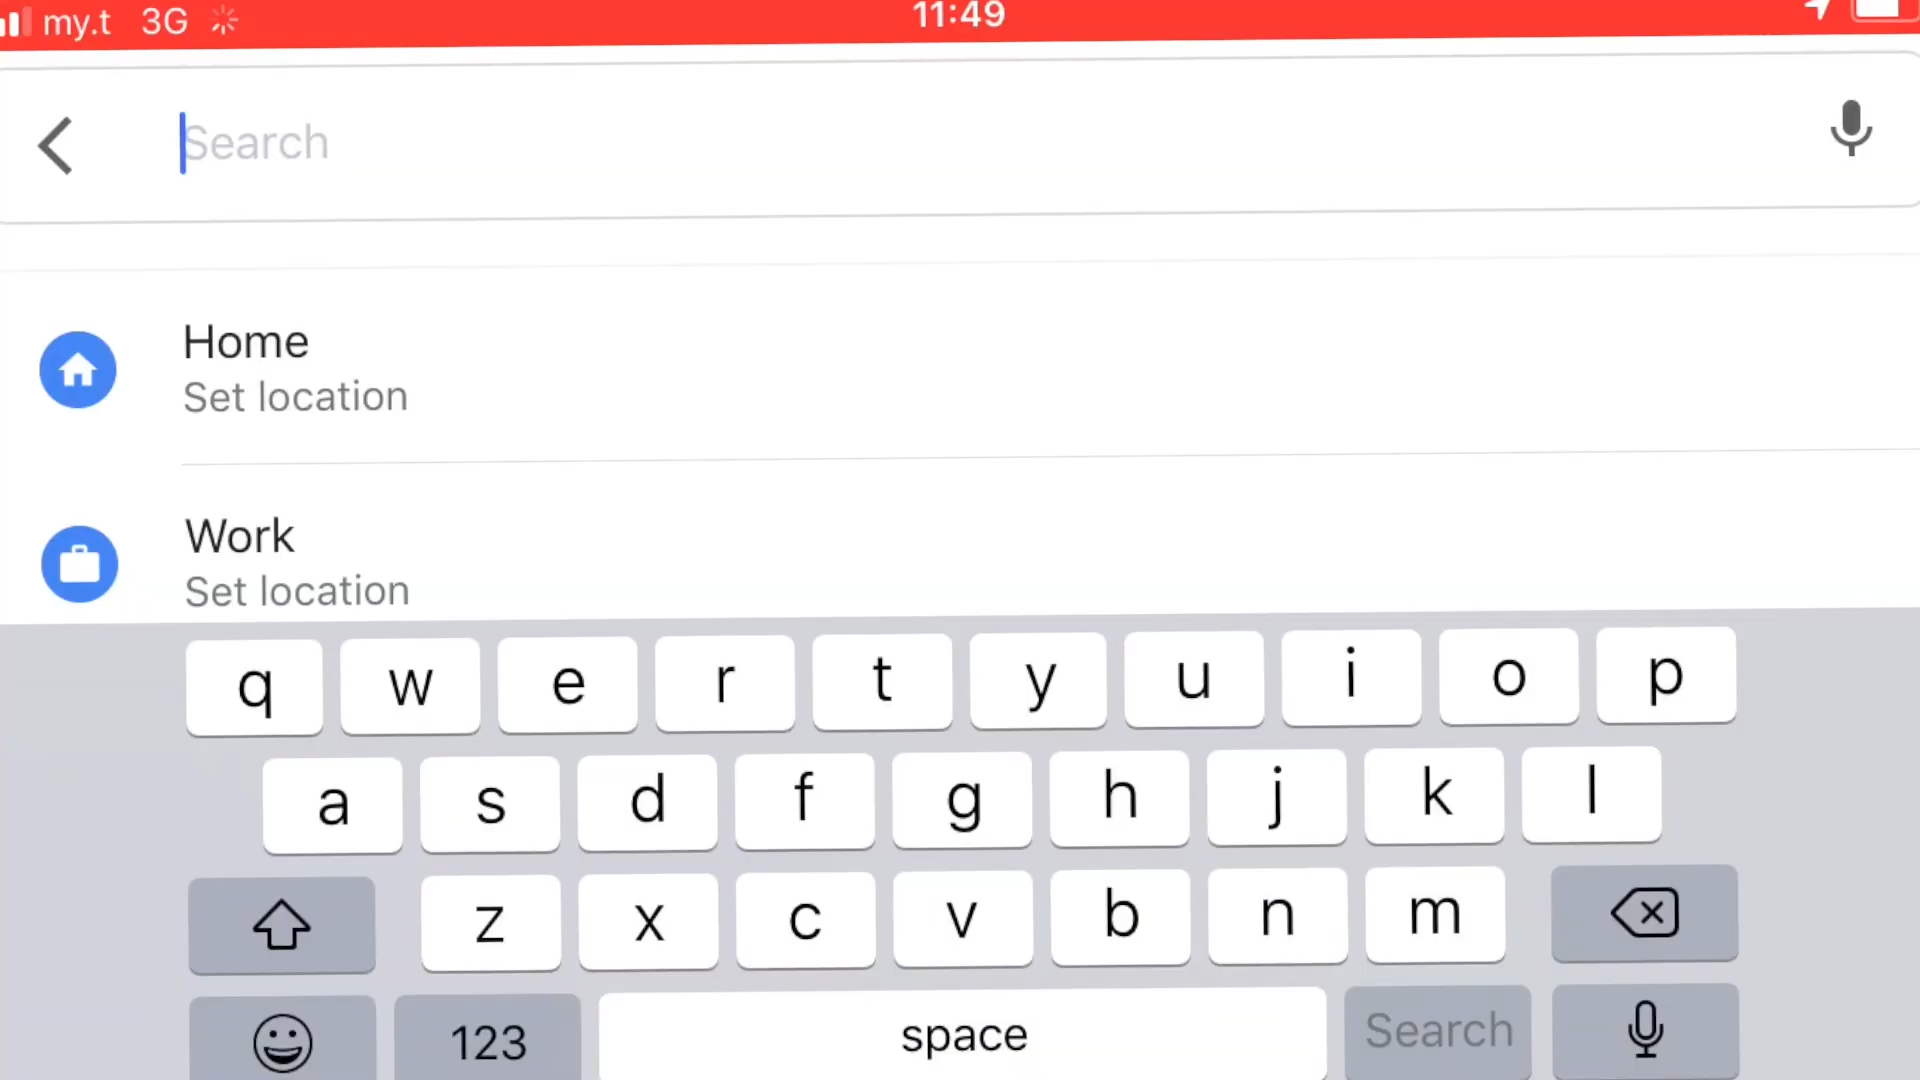 my.t 3G 11:49
Search
Home
Set location
Work
Set location
q w e r t y u i o p
a s d f g h j k l
z x c v b n m
123 space Search